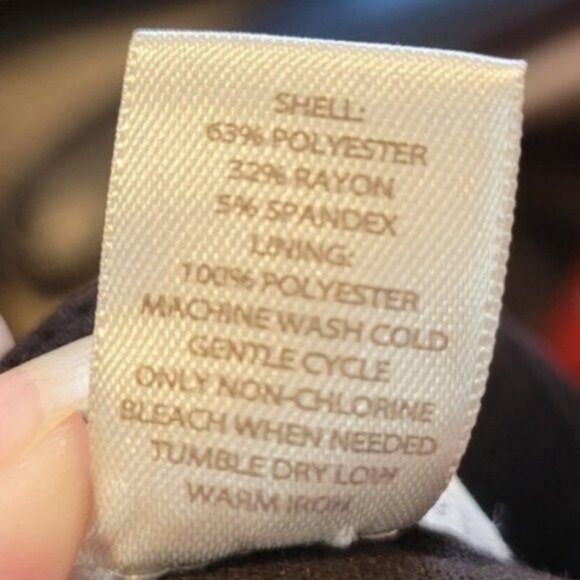 SHELL:
63% POLYESTER
32% RAYON
5% SPANDEX
LINING:
100% POLYESTER
MACHINE WASH COLD
GENTLE CYCLE
ONLY NON-CHLORINE
BLEACH WHEN NEEDED
TUMBLE DRY LOW
WARM IRON